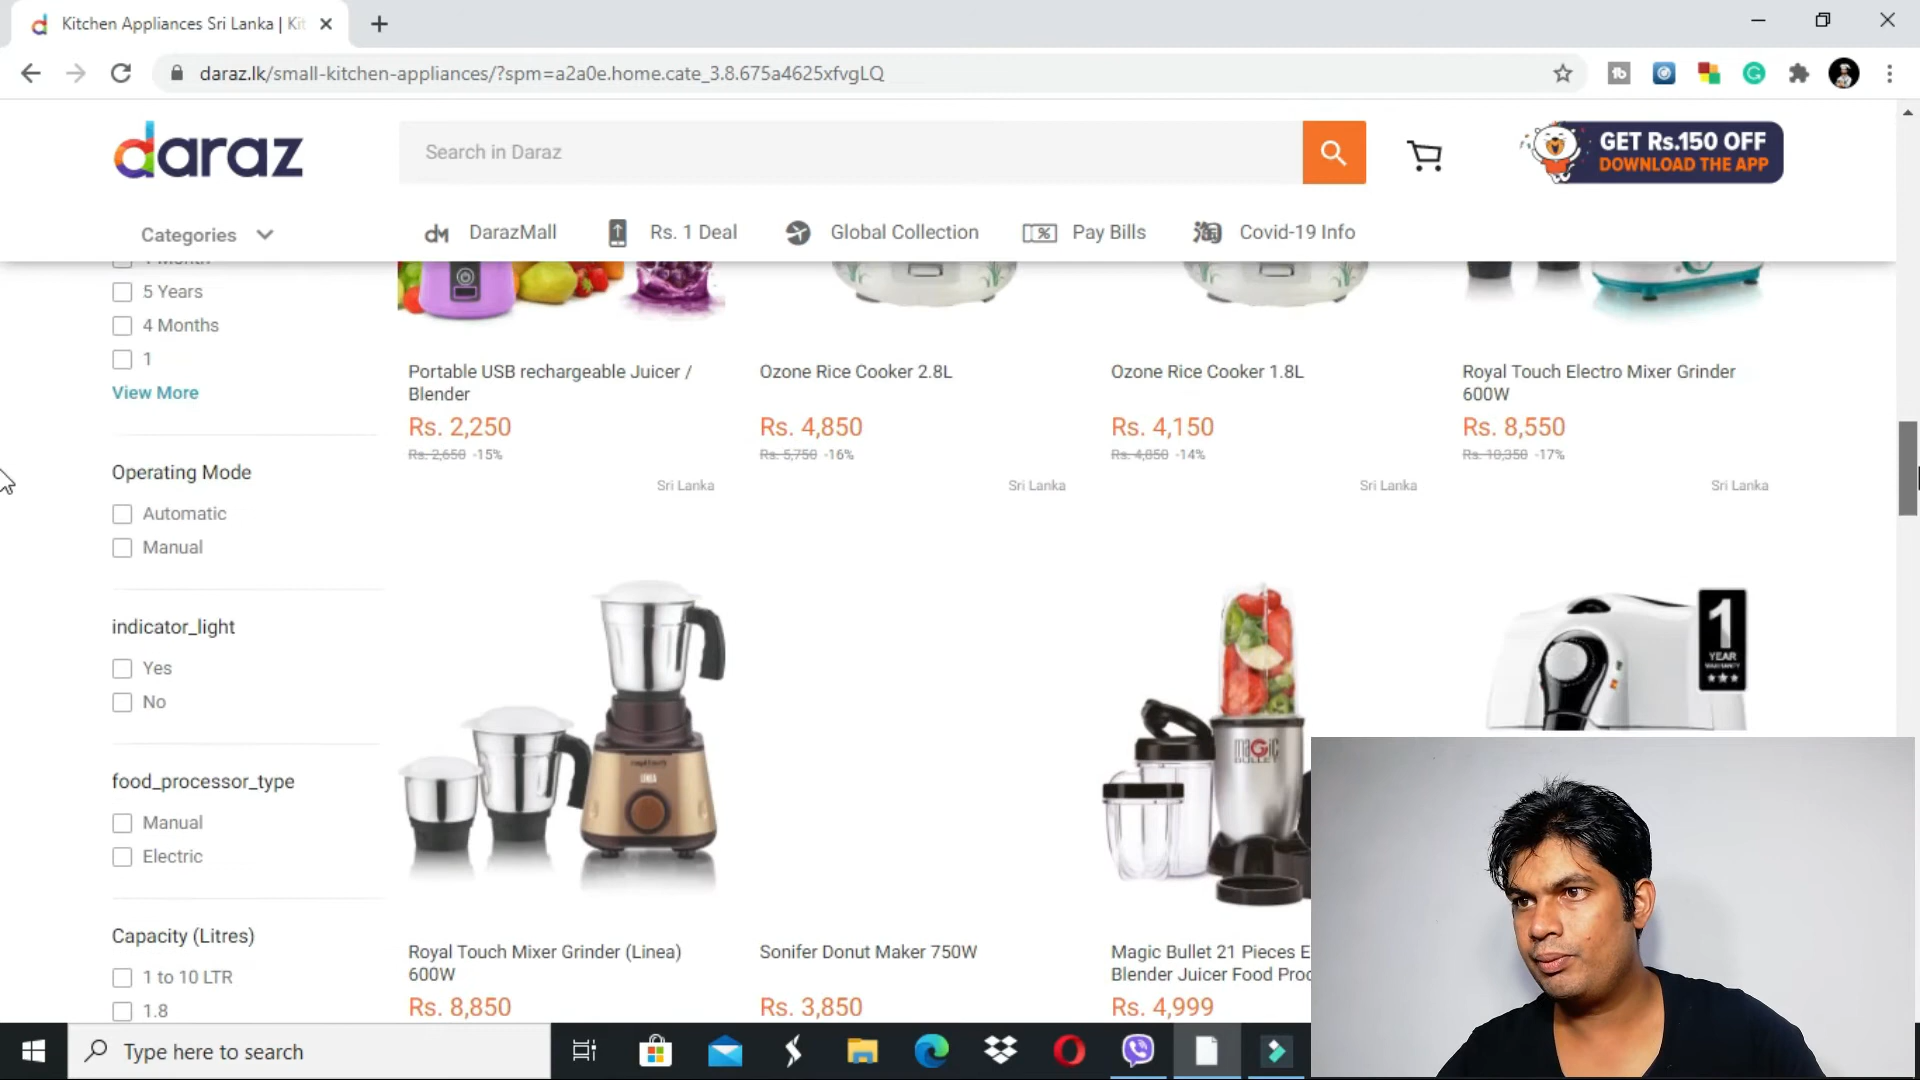 Kitchen Appliances Sri Lanka | Kit
daraz.lk/small-kitchen-appliances/?spm=a2a0e.home.cate_3.8.675a4625xfvgLQ
daraz
Search in Daraz
GET Rs.150 OFF
DOWNLOAD THE APP
Categories
DarazMall
Rs. 1 Deal
Global Collection
Pay Bills
Covid-19 Info
5 Years
4 Months
1
View More
Operating Mode
Automatic
Manual
indicator_light
Yes
No
food_processor_type
Manual
Electric
Capacity (Litres)
1 to 10 LTR
1.8
Portable USB rechargeable Juicer /
Blender
Rs. 2,250
Rs. 2,650 -15%
Sri Lanka
Ozone Rice Cooker 2.8L
Rs. 4,850
Rs. 5,750 -16%
Sri Lanka
Ozone Rice Cooker 1.8L
Rs. 4,150
Rs. 4,850 -14%
Sri Lanka
Royal Touch Electro Mixer Grinder
600W
Rs. 8,550
Rs. 10,350 -17%
Sri Lanka
LINEA
Royal Touch Mixer Grinder (Linea)
600W
Rs. 8,850
Sonifer Donut Maker 750W
Rs. 3,850
maGic
BULLET
Magic Bullet 21 Pieces E
Blender Juicer Food Proc
Rs. 4,999
1
YEAR
WARRANTY
Type here to search